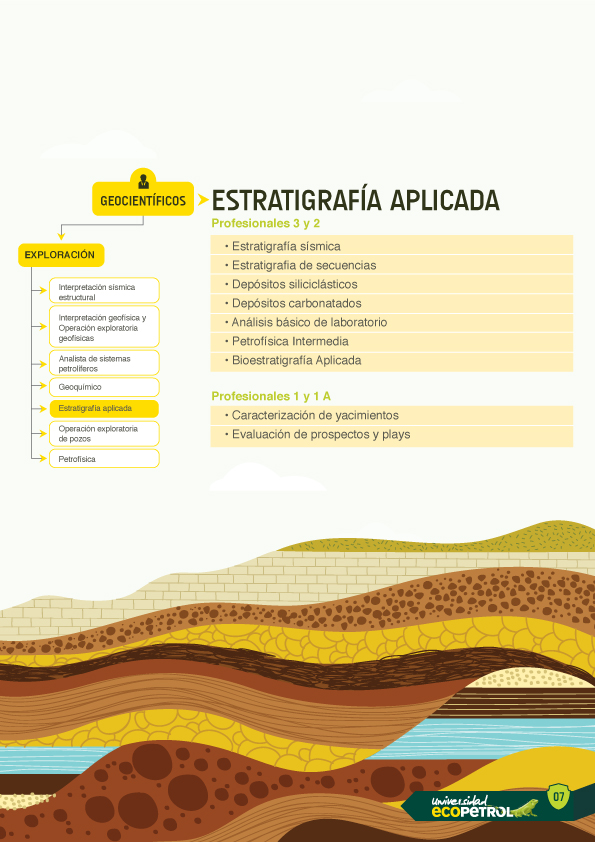 GEOCIENTÍFICOS
ESTRATIGRAFÍA APLICADA
Profesionales 3 y 2
• Estratigrafía sísmica
• Estratigrafia de secuencias
• Depósitos siliciclásticos
• Depósitos carbonatados
• Análisis básico de laboratorio
• Petrofísica Intermedia
• Bioestratigrafía Aplicada
Profesionales 1 y 1 A
• Caracterización de yacimientos
• Evaluación de prospectos y plays
EXPLORACIÓN
Interpretación sísmica
estructural
Interpretación geofísica y
Operación exploratoria
geofísicas
Analista de sistemas
petrolíferos
Geoquímico
Estratigrafía aplicada
Operación exploratoria
de pozos
Petrofísica
Universidad
ECOPETROL
07